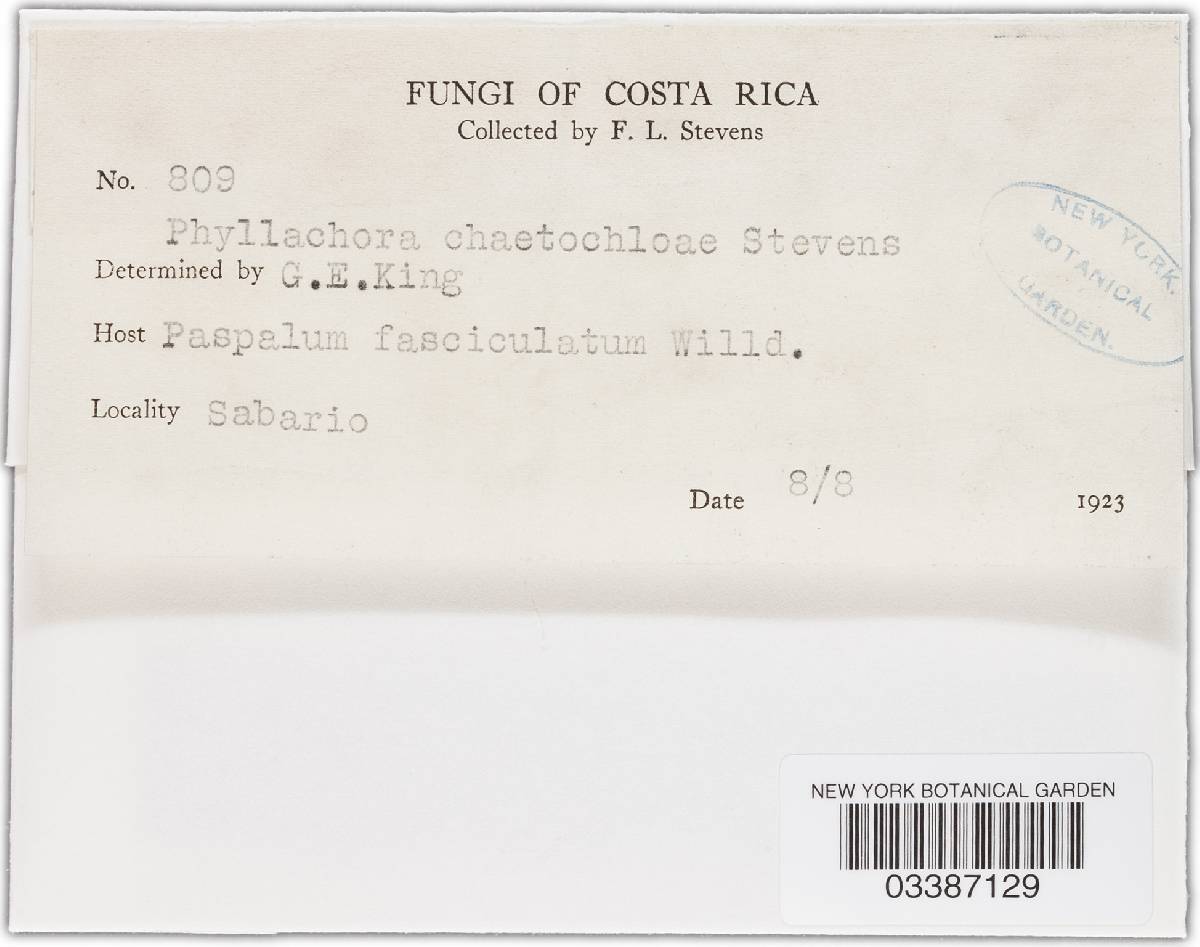 FUNGI OF COSTA RICA
Collected by F. L. Stevens
No. 809
Phyllachora chaetochloae Stevens
Determined by G.E.King
Host Paspalum fasciculatum Willd.
Locality Sabario
Date 8/8 1923
NEW YORK
BOTANICAL
GARDEN.
NEW YORK BOTANICAL GARDEN
03387129